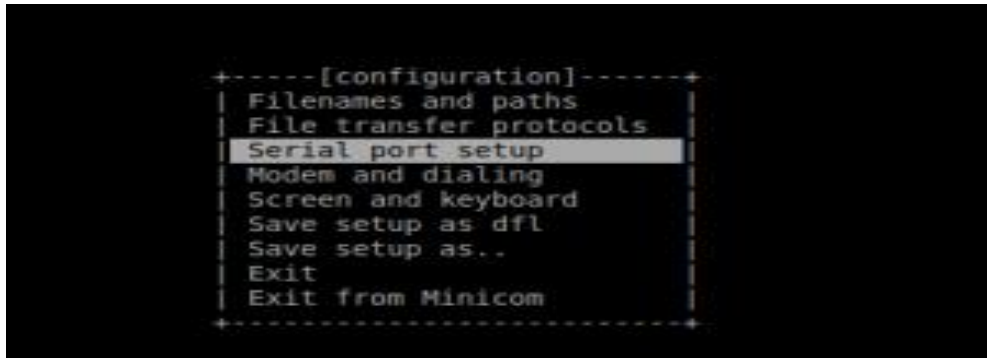 +-----[configuration]------+
| Filenames and paths |
| File transfer protocols |
| Serial port setup |
| Modem and dialing |
| Screen and keyboard |
| Save setup as dfl |
| Save setup as.. |
| Exit |
| Exit from Minicom |
+--------------------------+